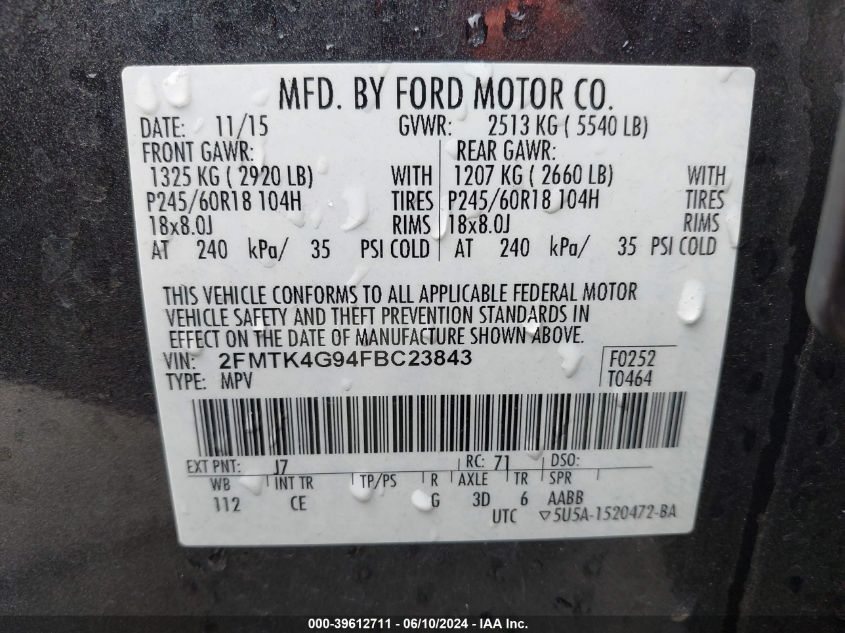 MFD. BY FORD MOTOR CO.
DATE: 11/15 GVWR: 2513 KG ( 5540 LB)
FRONT GAWR: REAR GAWR:
1325 KG ( 2920 LB) WITH 1207 KG ( 2660 LB) WITH
P245/60R18 104H TIRES P245/60R18 104H TIRES
18x8.0J RIMS 18x8.0J RIMS
AT 240 kPa/ 35 PSI COLD AT 240 kPa/ 35 PSI COLD
THIS VEHICLE CONFORMS TO ALL APPLICABLE FEDERAL MOTOR
VEHICLE SAFETY AND THEFT PREVENTION STANDARDS IN
EFFECT ON THE DATE OF MANUFACTURE SHOWN ABOVE.
VIN: 2FMTK4G94FBC23843 F0252
TYPE: MPV T0464
EXT PNT: J7 RC: 71 DSO:
WB INT TR TP/PS R AXLE TR SPR
112 CE G 3D 6 AABB
UTC ▽5U5A-1520472-BA
000-39612711 - 06/10/2024 - IAA Inc.